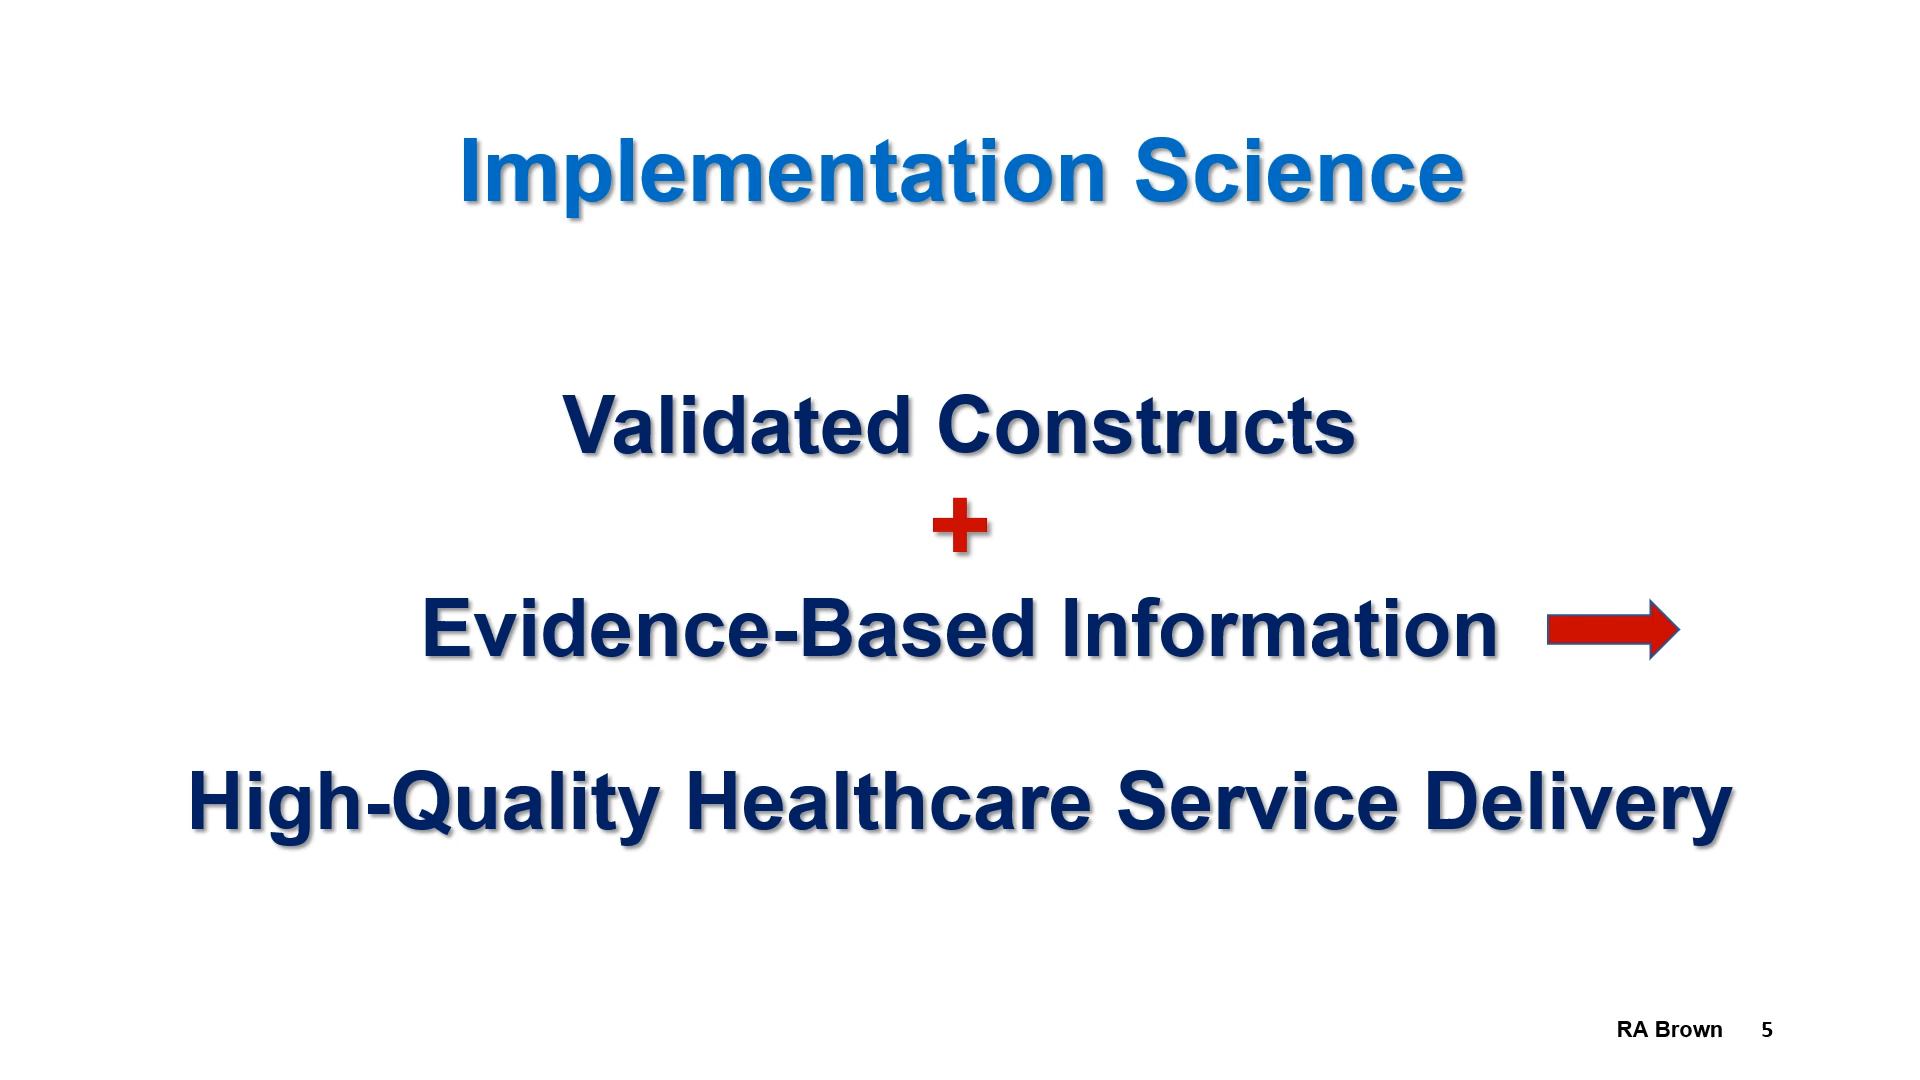 Implementation Science
Validated Constructs
+
Evidence-Based Information
High-Quality Healthcare Service Delivery
RA Brown 5